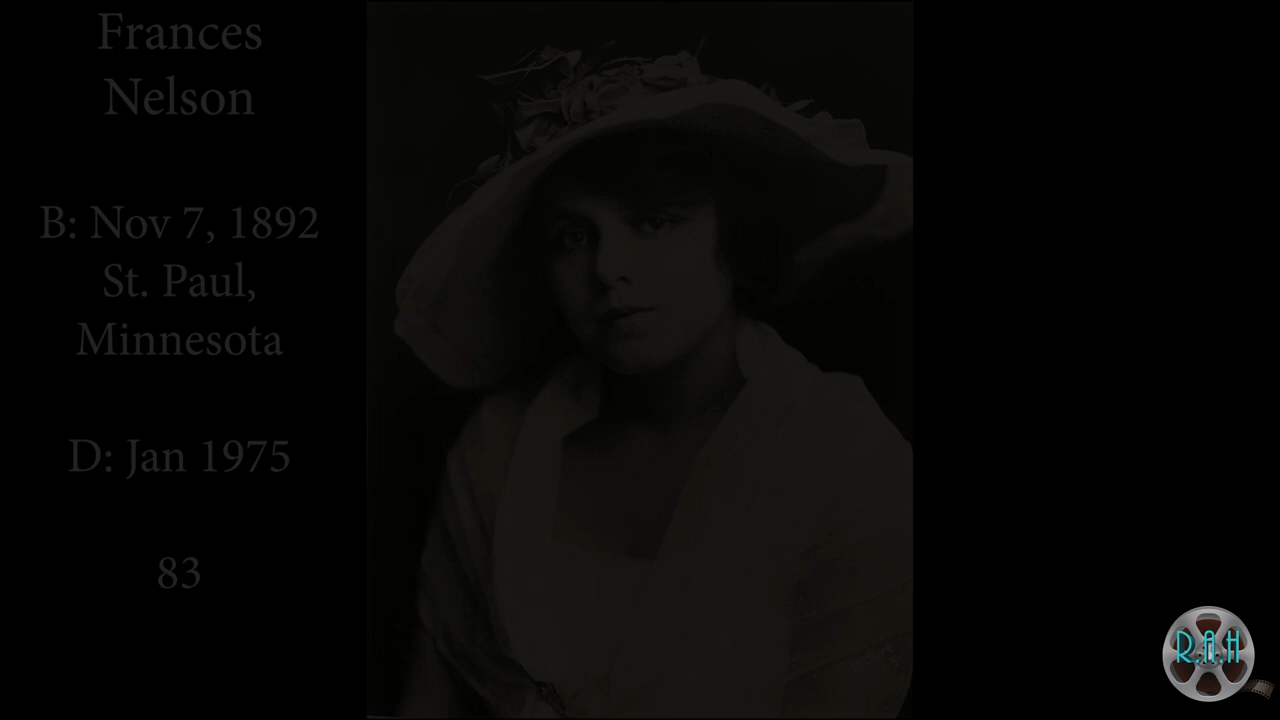 Frances
Nelson
B: Nov 7, 1892
St. Paul,
Minnesota
D: Jan 1975
83
R.A.H